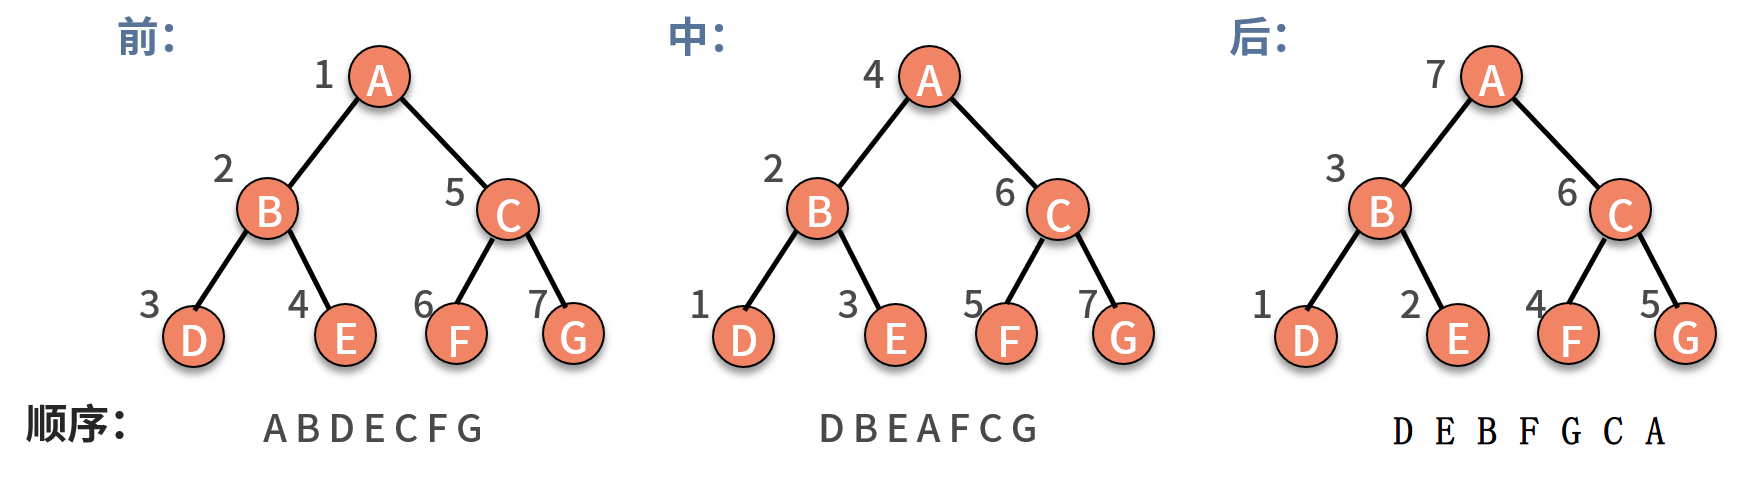 前： 中： 后：
1 A 4 A 7 A
2 B 5 C 2 B 6 C 3 B 6 C
3 D 4 E 6 F 7 G 1 D 3 E 5 F 7 G 1 D 2 E 4 F 5 G
顺序： A B D E C F G D B E A F C G D E B F G C A